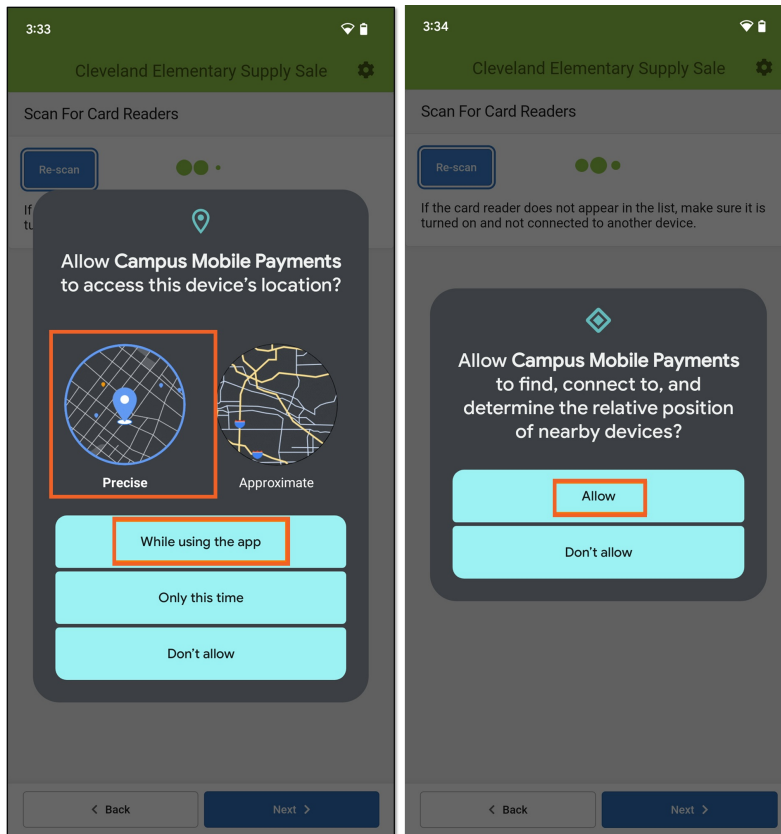 3:33
Cleveland Elementary Supply Sale
Scan For Card Readers
Re-scan
If
tu
Allow Campus Mobile Payments
to access this device's location?
Precise
Approximate
While using the app
Only this time
Don't allow
Back
Next
3:34
Cleveland Elementary Supply Sale
Scan For Card Readers
Re-scan
If the card reader does not appear in the list, make sure it is
turned on and not connected to another device.
Allow Campus Mobile Payments
to find, connect to, and
determine the relative position
of nearby devices?
Allow
Don't allow
Back
Next